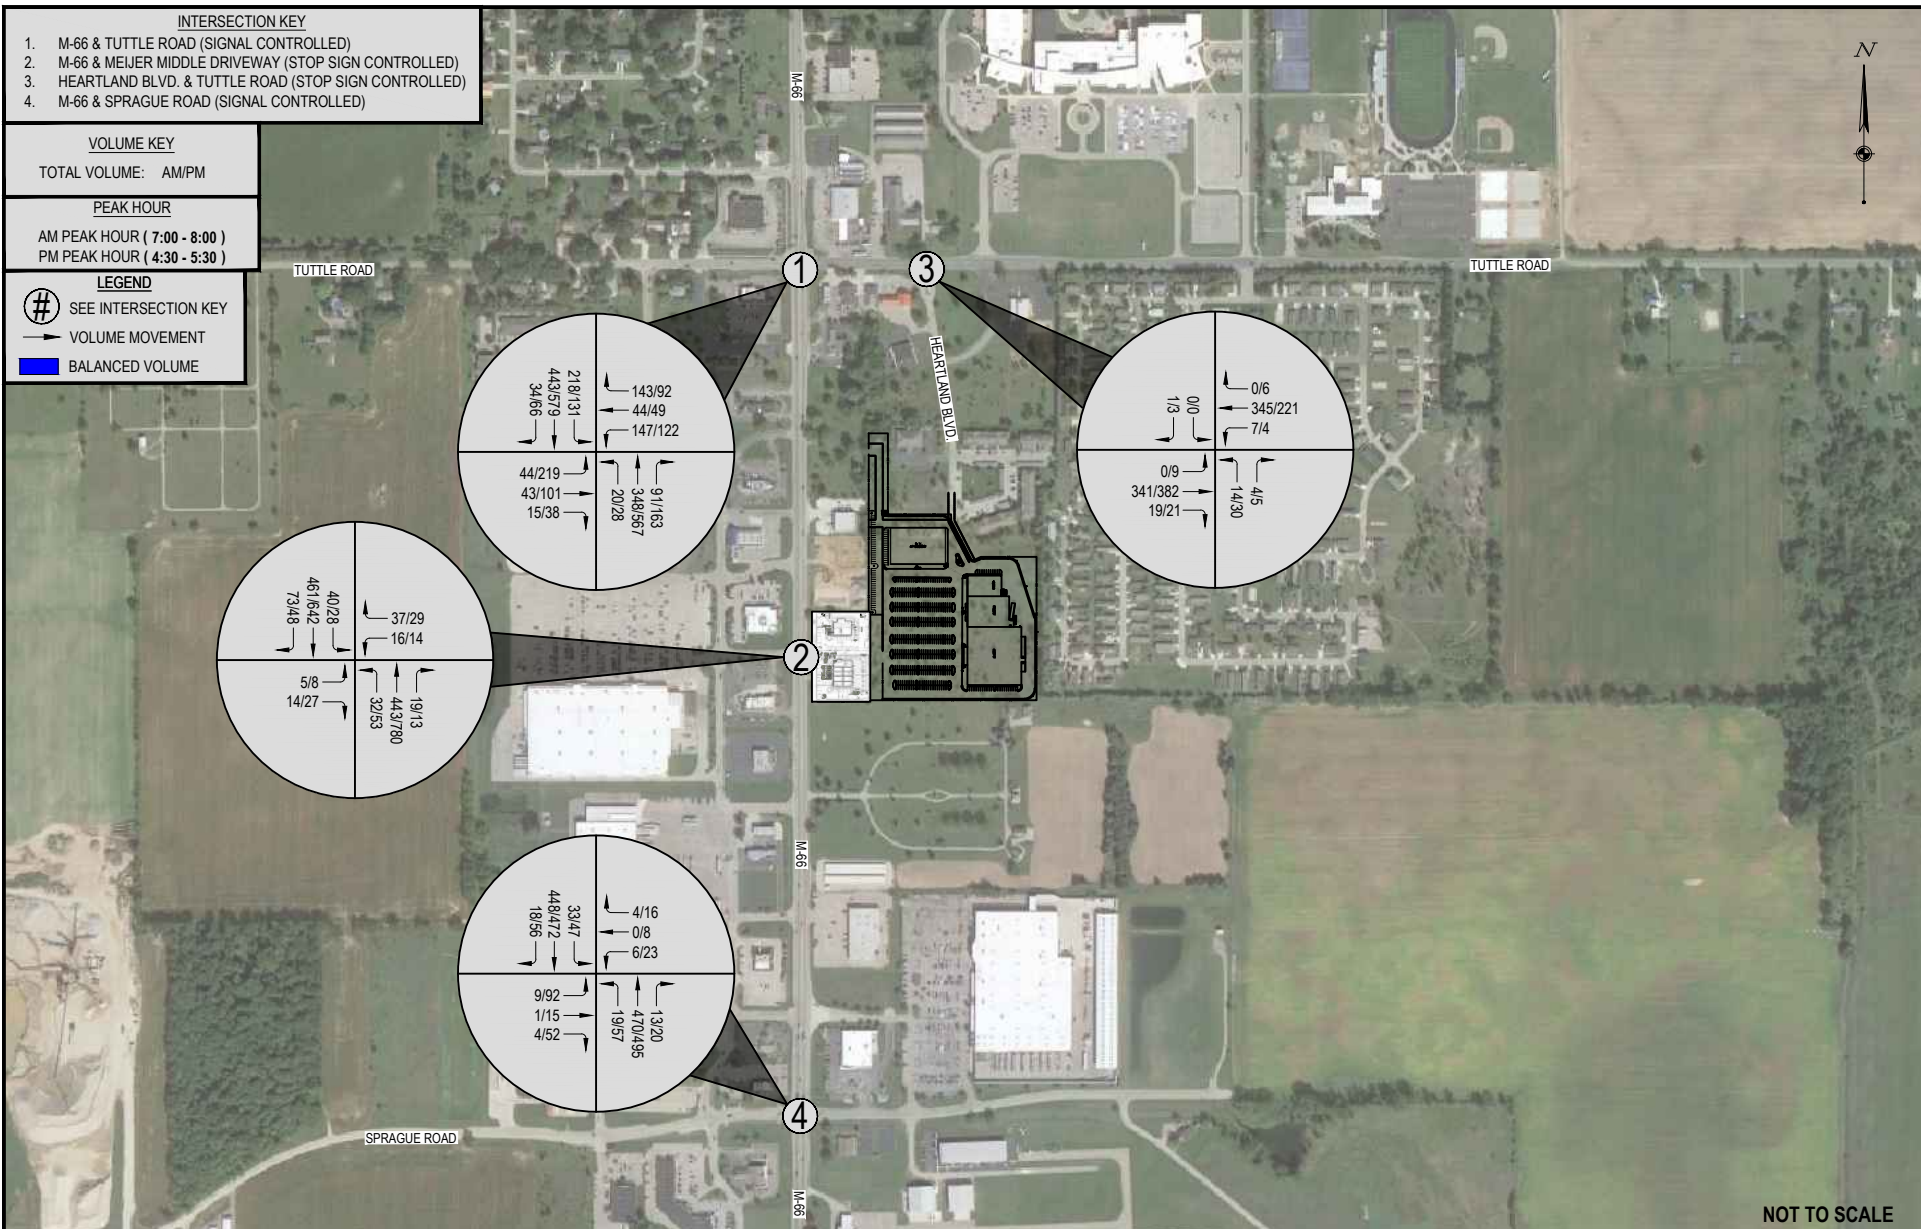 INTERSECTION KEY
1. M-66 & TUTTLE ROAD (SIGNAL CONTROLLED)
2. M-66 & MEIJER MIDDLE DRIVEWAY (STOP SIGN CONTROLLED)
3. HEARTLAND BLVD. & TUTTLE ROAD (STOP SIGN CONTROLLED)
4. M-66 & SPRAGUE ROAD (SIGNAL CONTROLLED)
VOLUME KEY
TOTAL VOLUME: AM/PM
PEAK HOUR
AM PEAK HOUR ( 7:00 - 8:00 )
PM PEAK HOUR ( 4:30 - 5:30 )
LEGEND
# SEE INTERSECTION KEY
VOLUME MOVEMENT
BALANCED VOLUME
N
M-66
TUTTLE ROAD
TUTTLE ROAD
HEARTLAND BLVD.
1
3
34/66
443/579
218/131
143/92
44/49
147/122
44/219
43/101
15/38
20/28
348/567
91/163
1/3
0/0
0/6
345/221
7/4
0/9
341/382
19/21
14/30
4/5
2
73/48
461/642
40/28
37/29
16/14
5/8
14/27
32/53
443/780
19/13
M-66
18/56
448/472
33/47
4/16
0/8
6/23
9/92
1/15
4/52
19/57
470/495
13/20
4
SPRAGUE ROAD
M-66
NOT TO SCALE